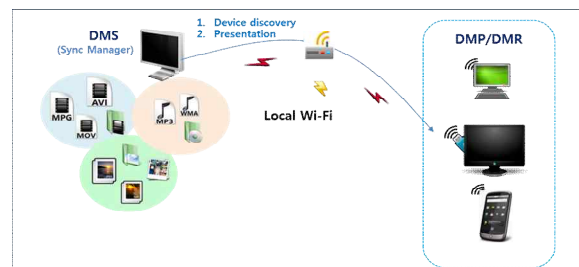 DMS
(Sync Manager)
1. Device discovery
2. Presentation
DMP/DMR
AVI
MPG
MOV
MP3
WMA
Local Wi-Fi